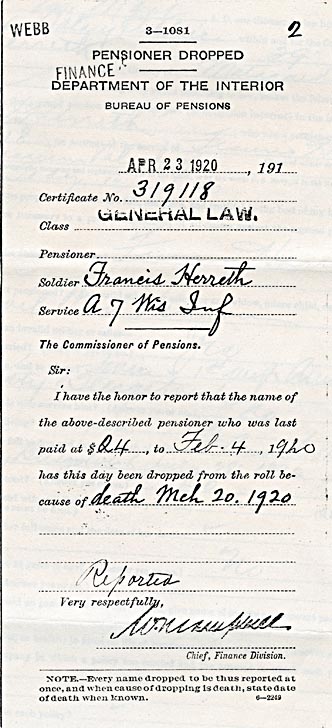 WEBB
3—1081
2
PENSIONER DROPPED
FINANCE
DEPARTMENT OF THE INTERIOR
BUREAU OF PENSIONS
APR 23 1920, 191
Certificate No. 319118
Class GENERAL LAW.
Pensioner
Soldier Francis Herreth
Service A 7 Wis Inf
The Commissioner of Pensions.
Sir:
I have the honor to report that the name of
the above-described pensioner who was last
paid at $24, to Feb. 4, 1920
has this day been dropped from the roll be-
cause of death Mch 20. 1920
Reported
Very respectfully,
Chief, Finance Division.
NOTE.—Every name dropped to be thus reported at
once, and when cause of dropping is death, state date
of death when known. 6—2249